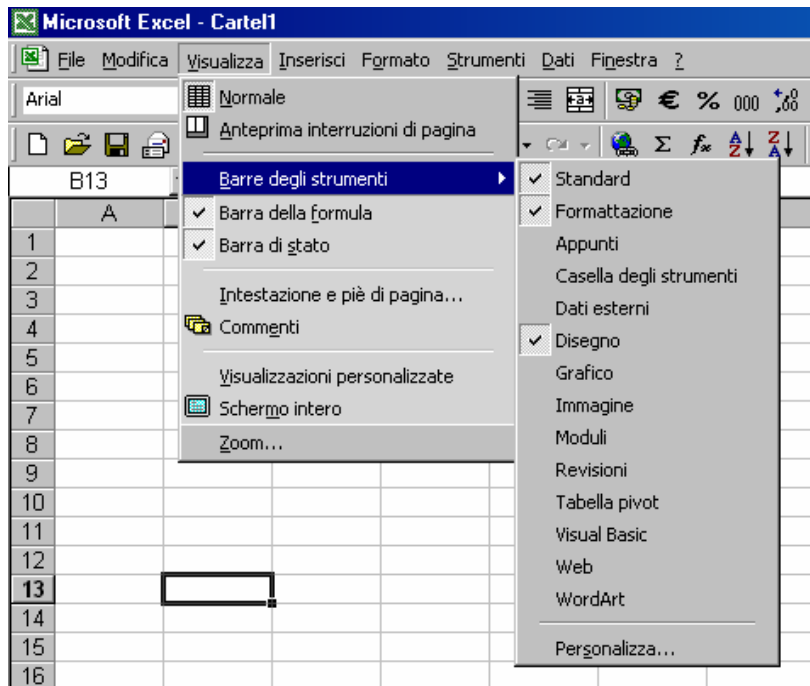 Microsoft Excel - Cartel1
File Modifica Visualizza Inserisci Formato Strumenti Dati Finestra ?
Arial
€ % 000
Σ
B13
A
Normale
Anteprima interruzioni di pagina
Barre degli strumenti
Barra della formula
Barra di stato
Intestazione e piè di pagina...
Commenti
Visualizzazioni personalizzate
Schermo intero
Zoom...
Standard
Formattazione
Appunti
Casella degli strumenti
Dati esterni
Disegno
Grafico
Immagine
Moduli
Revisioni
Tabella pivot
Visual Basic
Web
WordArt
Personalizza...
1
2
3
4
5
6
7
8
9
10
11
12
13
14
15
16